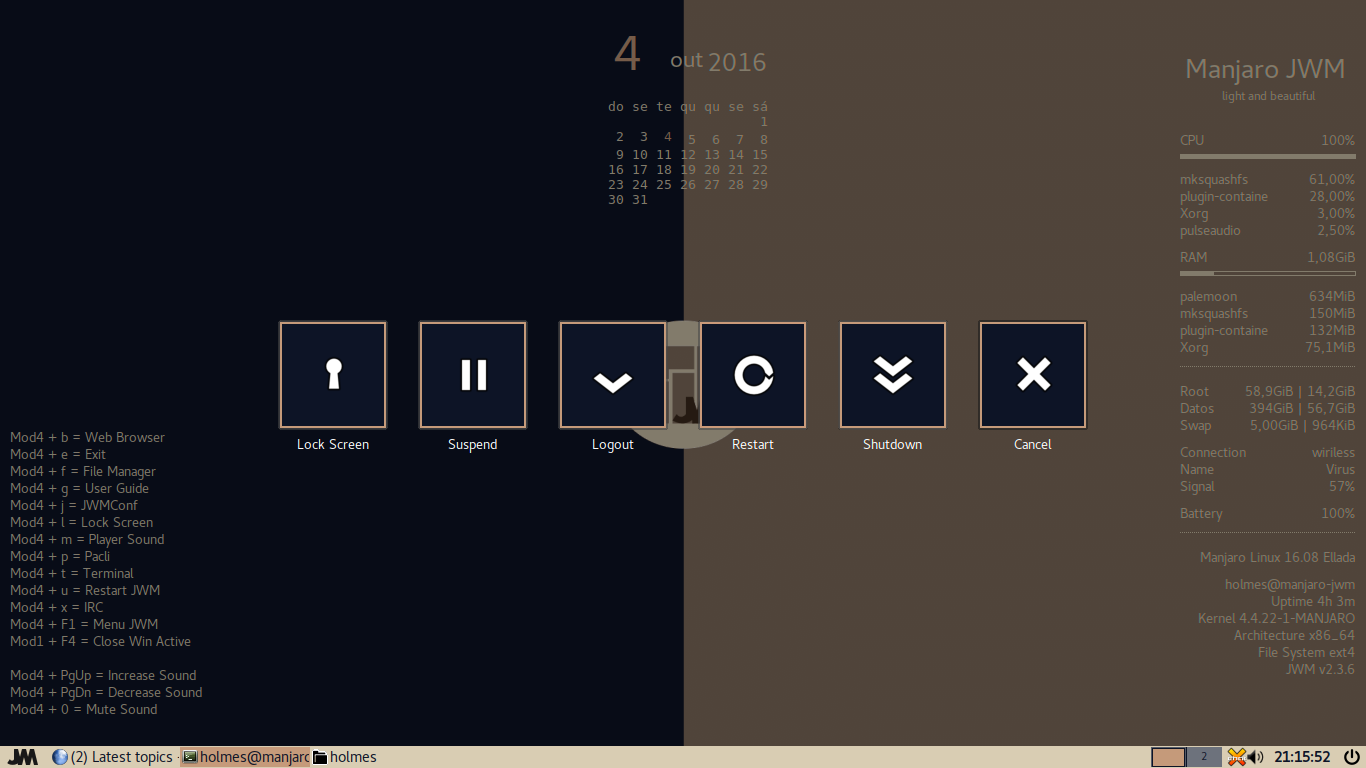 4 out 2016
do se te qu qu se sá
1
2 3 4 5 6 7 8
9 10 11 12 13 14 15
16 17 18 19 20 21 22
23 24 25 26 27 28 29
30 31
Manjaro JWM
light and beautiful
CPU 100%
mksquashfs 61,00%
plugin-containe 28,00%
Xorg 3,00%
pulseaudio 2,50%
RAM 1,08GiB
palemoon 634MiB
mksquashfs 150MiB
plugin-containe 132MiB
Xorg 75,1MiB
Root 58,9GiB | 14,2GiB
Datos 394GiB | 56,7GiB
Swap 5,00GiB | 964KiB
Connection wiriless
Name Virus
Signal 57%
Battery 100%
Manjaro Linux 16.08 Ellada
holmes@manjaro-jwm
Uptime 4h 3m
Kernel 4.4.22-1-MANJARO
Architecture x86_64
File System ext4
JWM v2.3.6
Lock Screen Suspend Logout Restart Shutdown Cancel
Mod4 + b = Web Browser
Mod4 + e = Exit
Mod4 + f = File Manager
Mod4 + g = User Guide
Mod4 + j = JWMConf
Mod4 + l = Lock Screen
Mod4 + m = Player Sound
Mod4 + p = Pacli
Mod4 + t = Terminal
Mod4 + u = Restart JWM
Mod4 + x = IRC
Mod4 + F1 = Menu JWM
Mod1 + F4 = Close Win Active
Mod4 + PgUp = Increase Sound
Mod4 + PgDn = Decrease Sound
Mod4 + 0 = Mute Sound
JWM (2) Latest topics - holmes@manjaro holmes 2 21:15:52